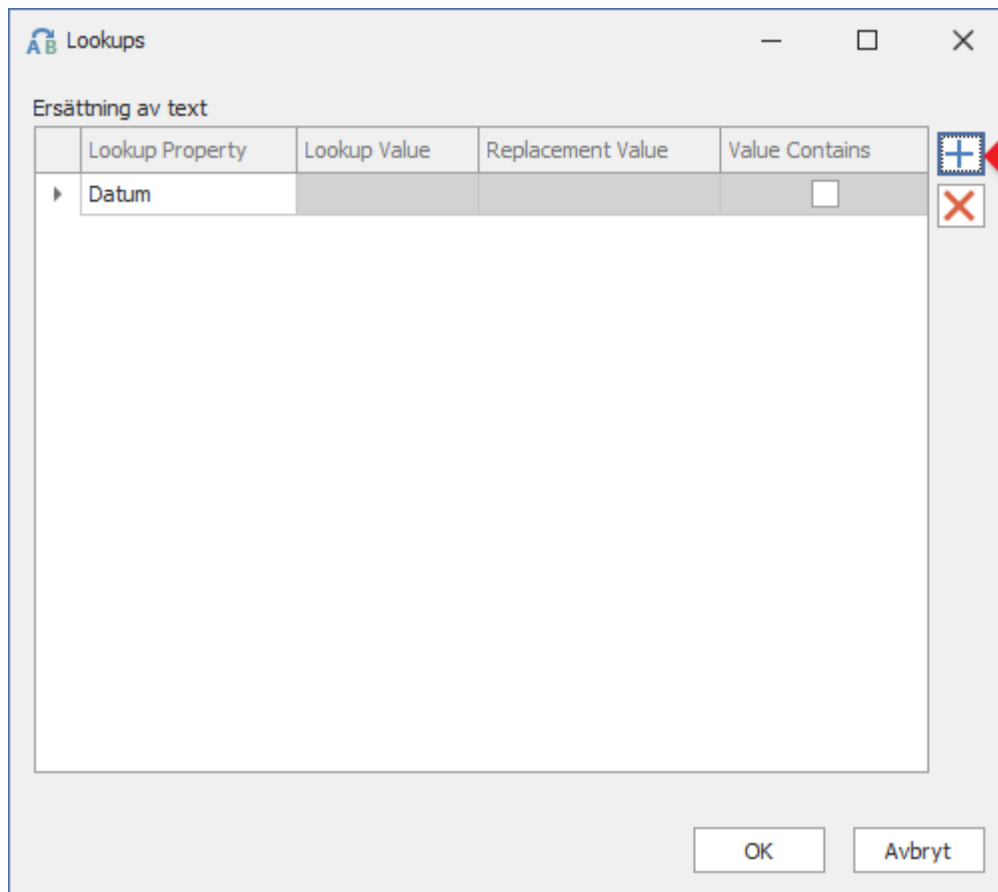 Lookups
Ersättning av text
Lookup Property Lookup Value Replacement Value Value Contains
Datum
OK Avbryt